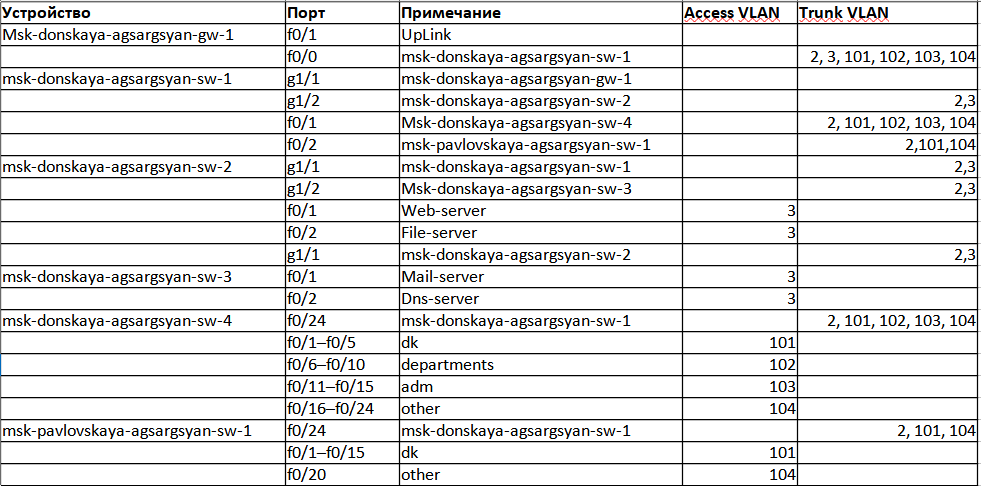 Устройство Порт Примечание Access VLAN Trunk VLAN
Msk-donskaya-agsargsyan-gw-1 f0/1 UpLink
f0/0 msk-donskaya-agsargsyan-sw-1 2, 3, 101, 102, 103, 104
msk-donskaya-agsargsyan-sw-1 g1/1 msk-donskaya-agsargsyan-gw-1
g1/2 msk-donskaya-agsargsyan-sw-2 2,3
f0/1 Msk-donskaya-agsargsyan-sw-4 2, 101, 102, 103, 104
f0/2 msk-pavlovskaya-agsargsyan-sw-1 2,101,104
msk-donskaya-agsargsyan-sw-2 g1/1 msk-donskaya-agsargsyan-sw-1 2,3
g1/2 Msk-donskaya-agsargsyan-sw-3 2,3
f0/1 Web-server 3
f0/2 File-server 3
g1/1 msk-donskaya-agsargsyan-sw-2 2,3
msk-donskaya-agsargsyan-sw-3 f0/1 Mail-server 3
f0/2 Dns-server 3
msk-donskaya-agsargsyan-sw-4 f0/24 msk-donskaya-agsargsyan-sw-1 2, 101, 102, 103, 104
f0/1–f0/5 dk 101
f0/6–f0/10 departments 102
f0/11–f0/15 adm 103
f0/16–f0/24 other 104
msk-pavlovskaya-agsargsyan-sw-1 f0/24 msk-donskaya-agsargsyan-sw-1 2, 101, 104
f0/1–f0/15 dk 101
f0/20 other 104